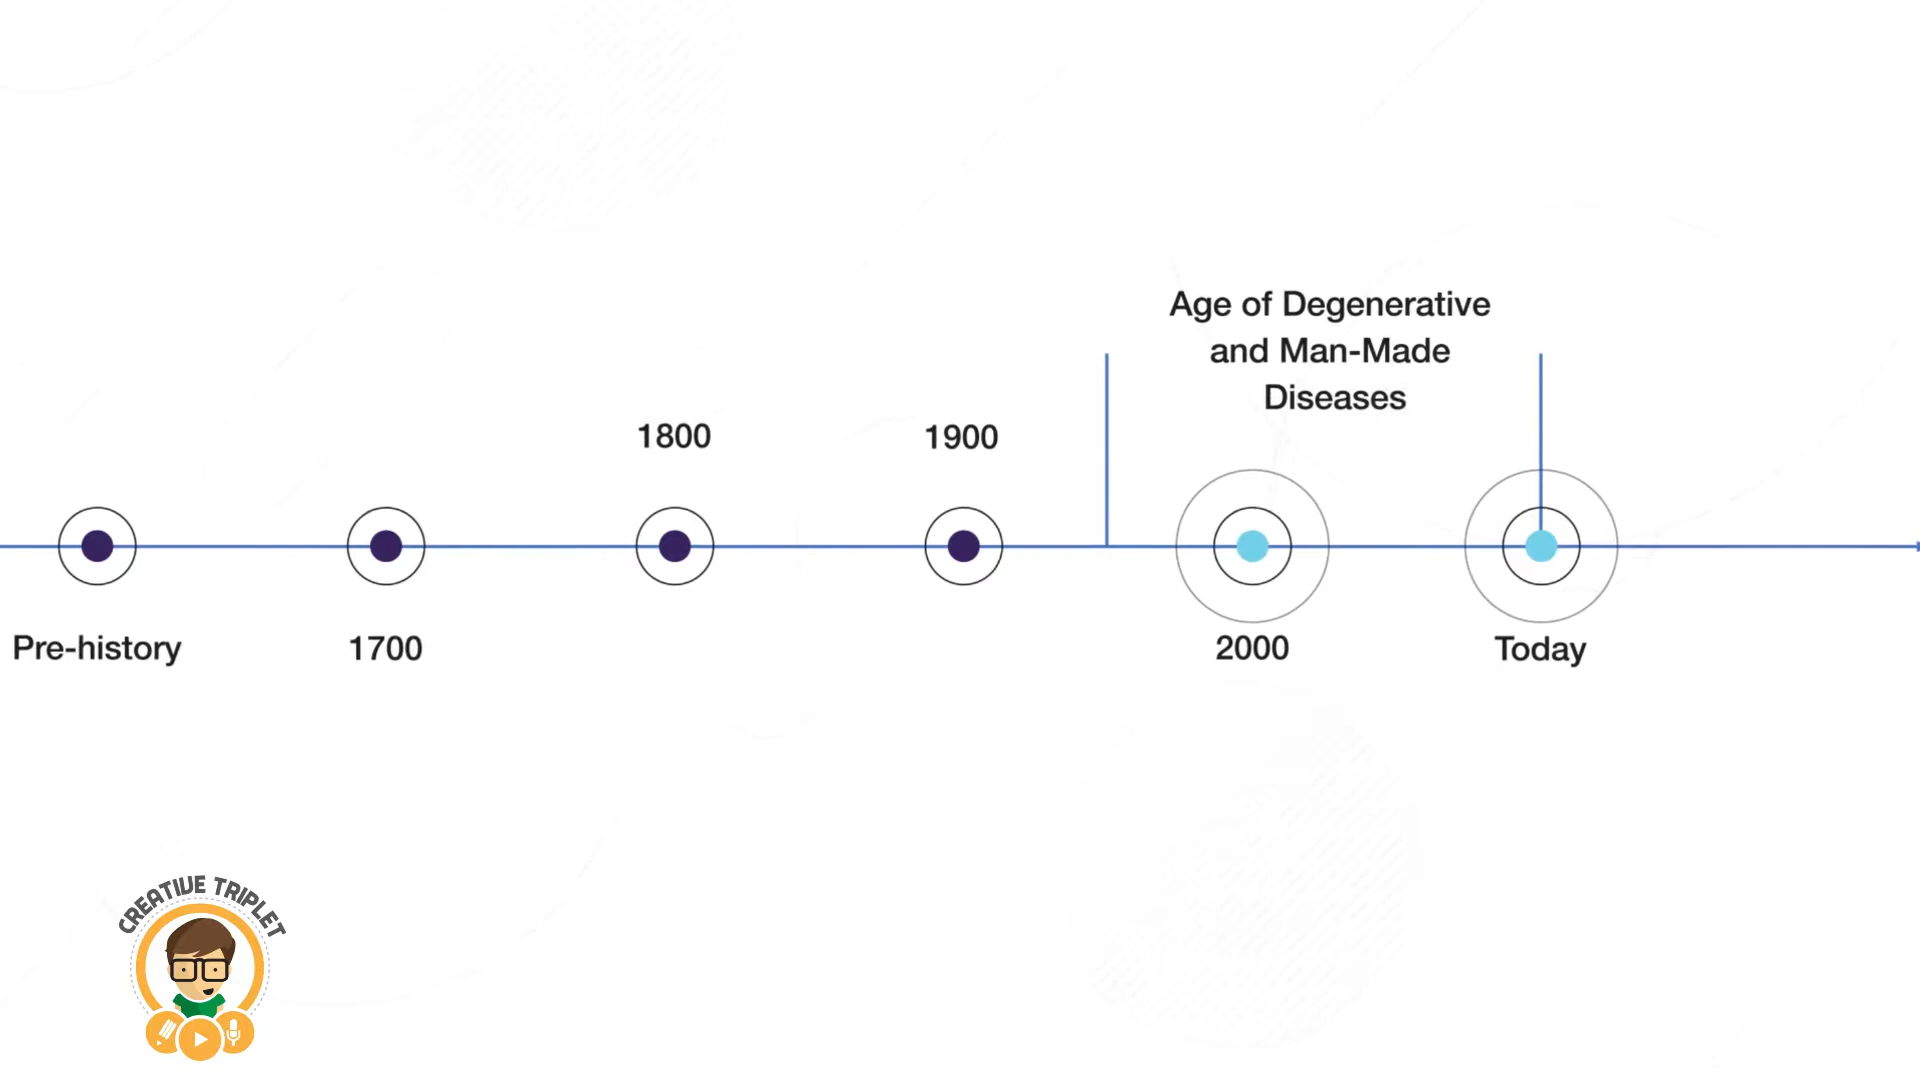 Age of Degenerative
and Man-Made
Diseases
1800
1900
Pre-history
1700
2000
Today
CREATIVE TRIPLET